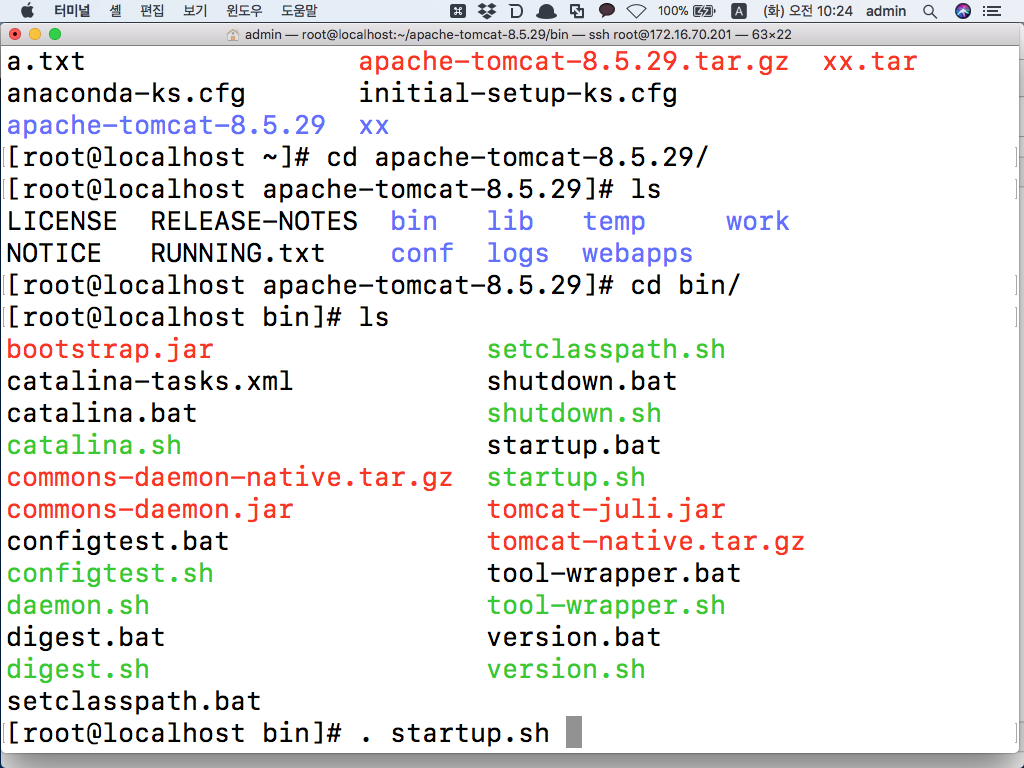 터미널 셸 편집 보기 윈도우 도움말 100% A (화) 오전 10:24 admin
admin — root@localhost:~/apache-tomcat-8.5.29/bin — ssh root@172.16.70.201 — 63×22
a.txt apache-tomcat-8.5.29.tar.gz xx.tar
anaconda-ks.cfg initial-setup-ks.cfg
apache-tomcat-8.5.29 xx
[root@localhost ~]# cd apache-tomcat-8.5.29/
[root@localhost apache-tomcat-8.5.29]# ls
LICENSE RELEASE-NOTES bin lib temp work
NOTICE RUNNING.txt conf logs webapps
[root@localhost apache-tomcat-8.5.29]# cd bin/
[root@localhost bin]# ls
bootstrap.jar setclasspath.sh
catalina-tasks.xml shutdown.bat
catalina.bat shutdown.sh
catalina.sh startup.bat
commons-daemon-native.tar.gz startup.sh
commons-daemon.jar tomcat-juli.jar
configtest.bat tomcat-native.tar.gz
configtest.sh tool-wrapper.bat
daemon.sh tool-wrapper.sh
digest.bat version.bat
digest.sh version.sh
setclasspath.bat
[root@localhost bin]# . startup.sh